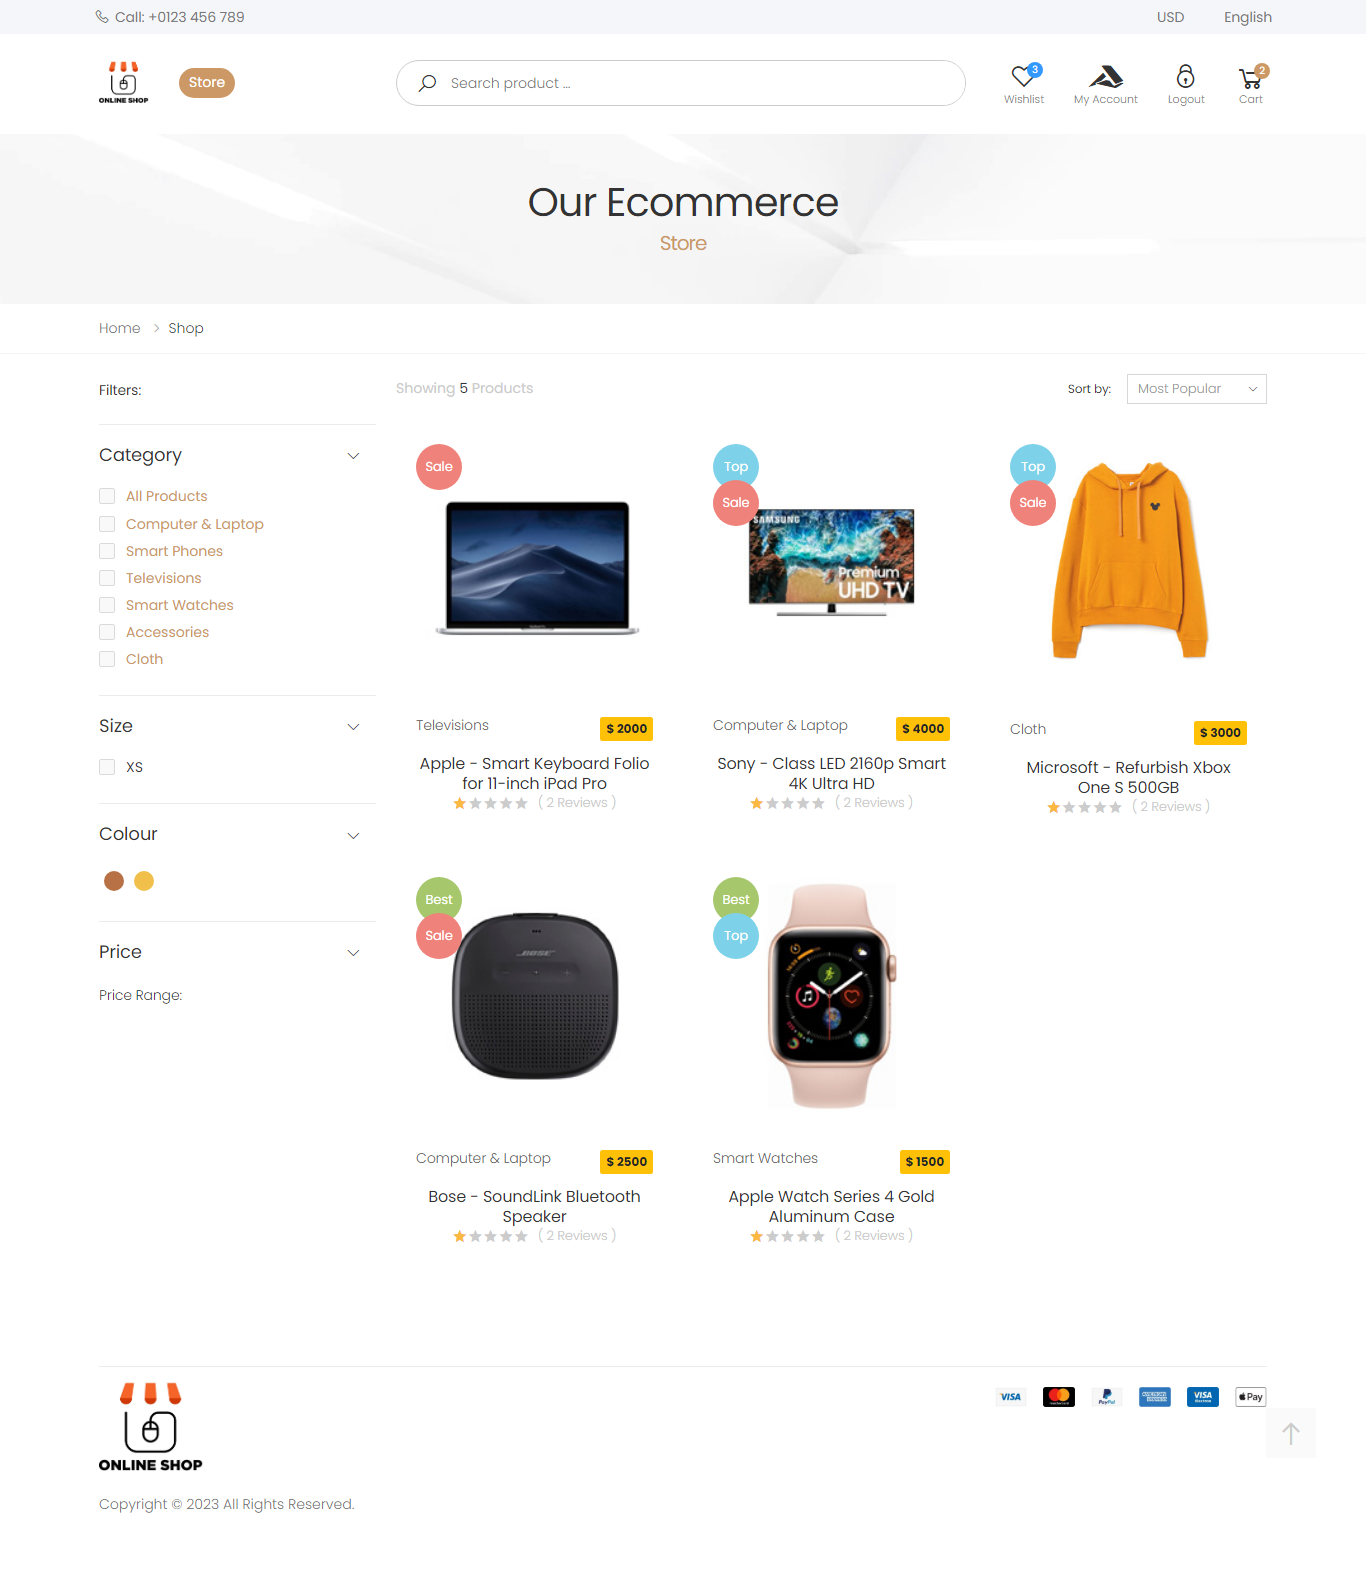 Call: +0123 456 789
USD
English
ONLINE SHOP
Store
Search product ...
3
Wishlist
My Account
Logout
2
Cart
Our Ecommerce
Store
Home
Shop
Filters:
Showing 5 Products
Sort by:
Most Popular
Category
All Products
Computer & Laptop
Smart Phones
Televisions
Smart Watches
Accessories
Cloth
Size
XS
Colour
Price
Price Range:
Sale
Televisions
$ 2000
Apple - Smart Keyboard Folio
for 11-inch iPad Pro
( 2 Reviews )
Top
Sale
SAMSUNG
Premium
UHD TV
Computer & Laptop
$ 4000
Sony - Class LED 2160p Smart
4K Ultra HD
( 2 Reviews )
Top
Sale
Cloth
$ 3000
Microsoft - Refurbish Xbox
One S 500GB
( 2 Reviews )
Best
Sale
BOSE
Computer & Laptop
$ 2500
Bose - SoundLink Bluetooth
Speaker
( 2 Reviews )
Best
Top
Smart Watches
$ 1500
Apple Watch Series 4 Gold
Aluminum Case
( 2 Reviews )
ONLINE SHOP
VISA
PayPal
VISA
Pay
Copyright © 2023 All Rights Reserved.